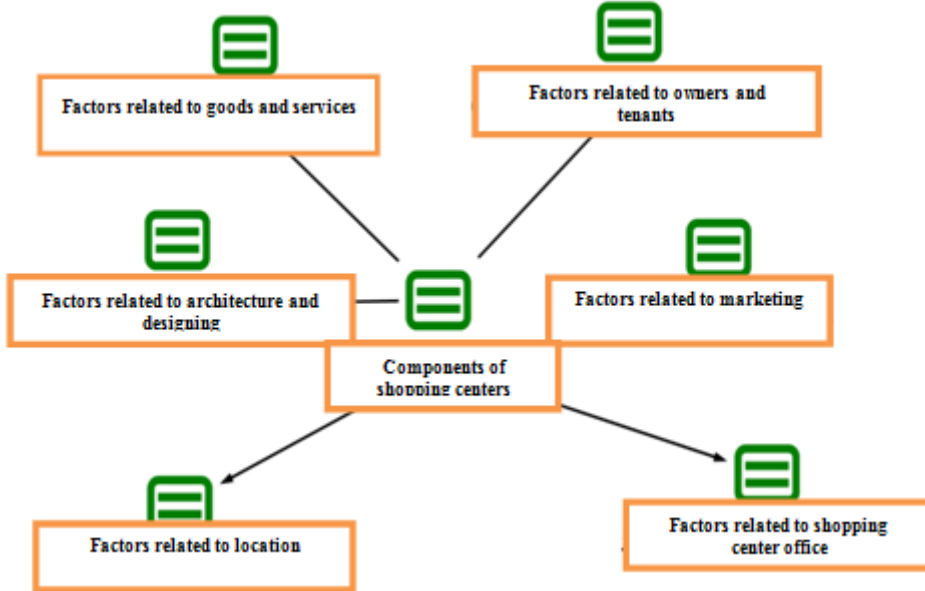 Factors related to goods and services
Factors related to owners and
tenants
Factors related to architecture and
designing
Factors related to marketing
Components of
shopping centers
Factors related to location
Factors related to shopping
center office